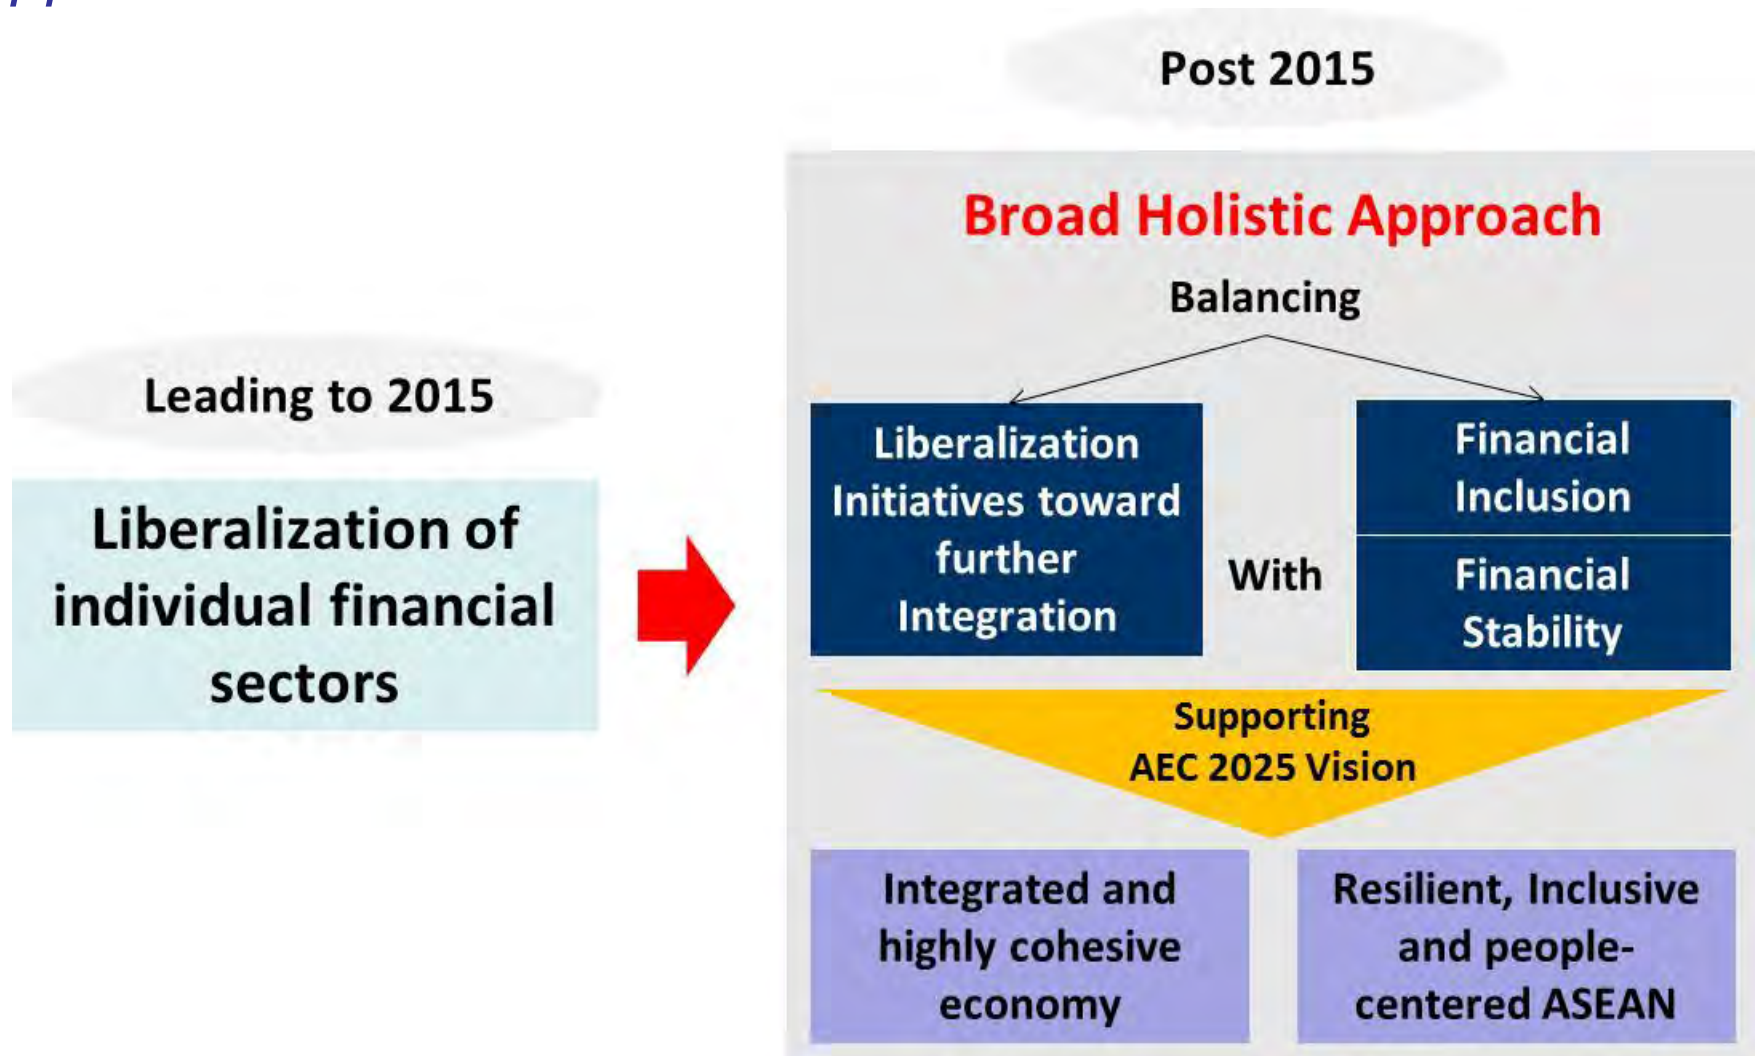 Post 2015
Broad Holistic Approach
Balancing
Leading to 2015
Liberalization of
individual financial
sectors
Liberalization
Initiatives toward
further
Integration
With
Financial
Inclusion
Financial
Stability
Supporting
AEC 2025 Vision
Integrated and
highly cohesive
economy
Resilient, Inclusive
and people-
centered ASEAN